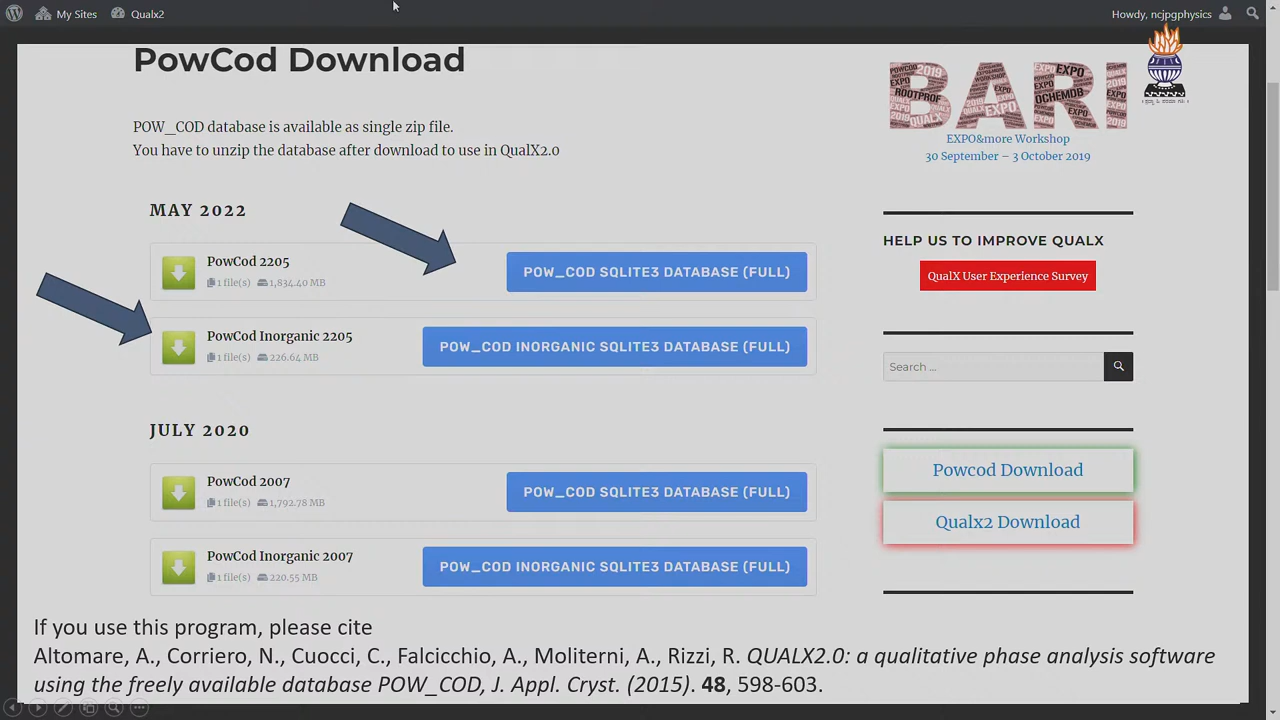 My Sites
Qualx2
Howdy, ncjpgphysics
PowCod Download
POW_COD database is available as single zip file.
You have to unzip the database after download to use in QualX2.0
MAY 2022
PowCod 2205
1 file(s) 1,834.40 MB
POW_COD SQLITE3 DATABASE (FULL)
PowCod Inorganic 2205
1 file(s) 226.64 MB
POW_COD INORGANIC SQLITE3 DATABASE (FULL)
JULY 2020
PowCod 2007
1 file(s) 1,792.78 MB
POW_COD SQLITE3 DATABASE (FULL)
PowCod Inorganic 2007
1 file(s) 220.55 MB
POW_COD INORGANIC SQLITE3 DATABASE (FULL)
BARI
EXPO&more Workshop
30 September – 3 October 2019
HELP US TO IMPROVE QUALX
QualX User Experience Survey
Search …
Powcod Download
Qualx2 Download
If you use this program, please cite
Altomare, A., Corriero, N., Cuocci, C., Falcicchio, A., Moliterni, A., Rizzi, R. QUALX2.0: a qualitative phase analysis software
using the freely available database POW_COD, J. Appl. Cryst. (2015). 48, 598-603.